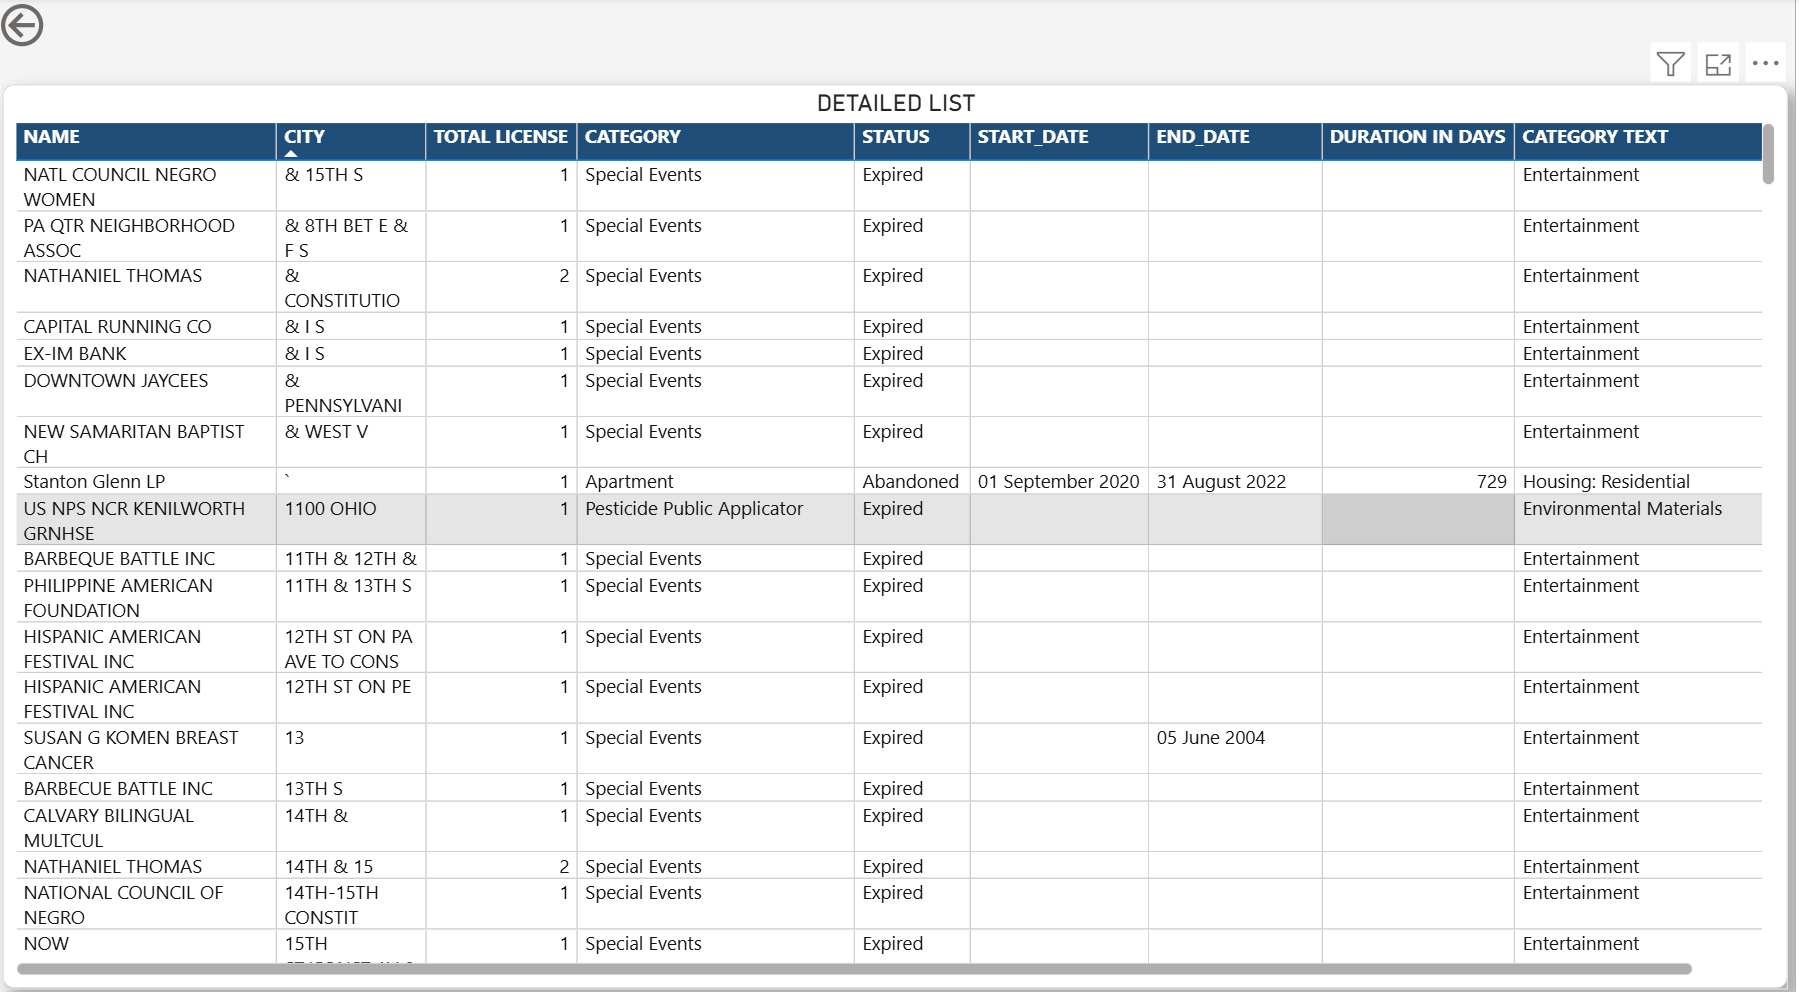 DETAILED LIST
NAME CITY TOTAL LICENSE CATEGORY STATUS START_DATE END_DATE DURATION IN DAYS CATEGORY TEXT
NATL COUNCIL NEGRO & 15TH S 1 Special Events Expired Entertainment
WOMEN
PA QTR NEIGHBORHOOD & 8TH BET E & 1 Special Events Expired Entertainment
ASSOC F S
NATHANIEL THOMAS & 2 Special Events Expired Entertainment
CONSTITUTIO
CAPITAL RUNNING CO & I S 1 Special Events Expired Entertainment
EX-IM BANK & I S 1 Special Events Expired Entertainment
DOWNTOWN JAYCEES & 1 Special Events Expired Entertainment
PENNSYLVANI
NEW SAMARITAN BAPTIST & WEST V 1 Special Events Expired Entertainment
CH
Stanton Glenn LP ` 1 Apartment Abandoned 01 September 2020 31 August 2022 729 Housing: Residential
US NPS NCR KENILWORTH 1100 OHIO 1 Pesticide Public Applicator Expired Environmental Materials
GRNHSE
BARBEQUE BATTLE INC 11TH & 12TH & 1 Special Events Expired Entertainment
PHILIPPINE AMERICAN 11TH & 13TH S 1 Special Events Expired Entertainment
FOUNDATION
HISPANIC AMERICAN 12TH ST ON PA 1 Special Events Expired Entertainment
FESTIVAL INC AVE TO CONS
HISPANIC AMERICAN 12TH ST ON PE 1 Special Events Expired Entertainment
FESTIVAL INC
SUSAN G KOMEN BREAST 13 1 Special Events Expired 05 June 2004 Entertainment
CANCER
BARBECUE BATTLE INC 13TH S 1 Special Events Expired Entertainment
CALVARY BILINGUAL 14TH & 1 Special Events Expired Entertainment
MULTCUL
NATHANIEL THOMAS 14TH & 15 2 Special Events Expired Entertainment
NATIONAL COUNCIL OF 14TH-15TH 1 Special Events Expired Entertainment
NEGRO CONSTIT
NOW 15TH 1 Special Events Expired Entertainment